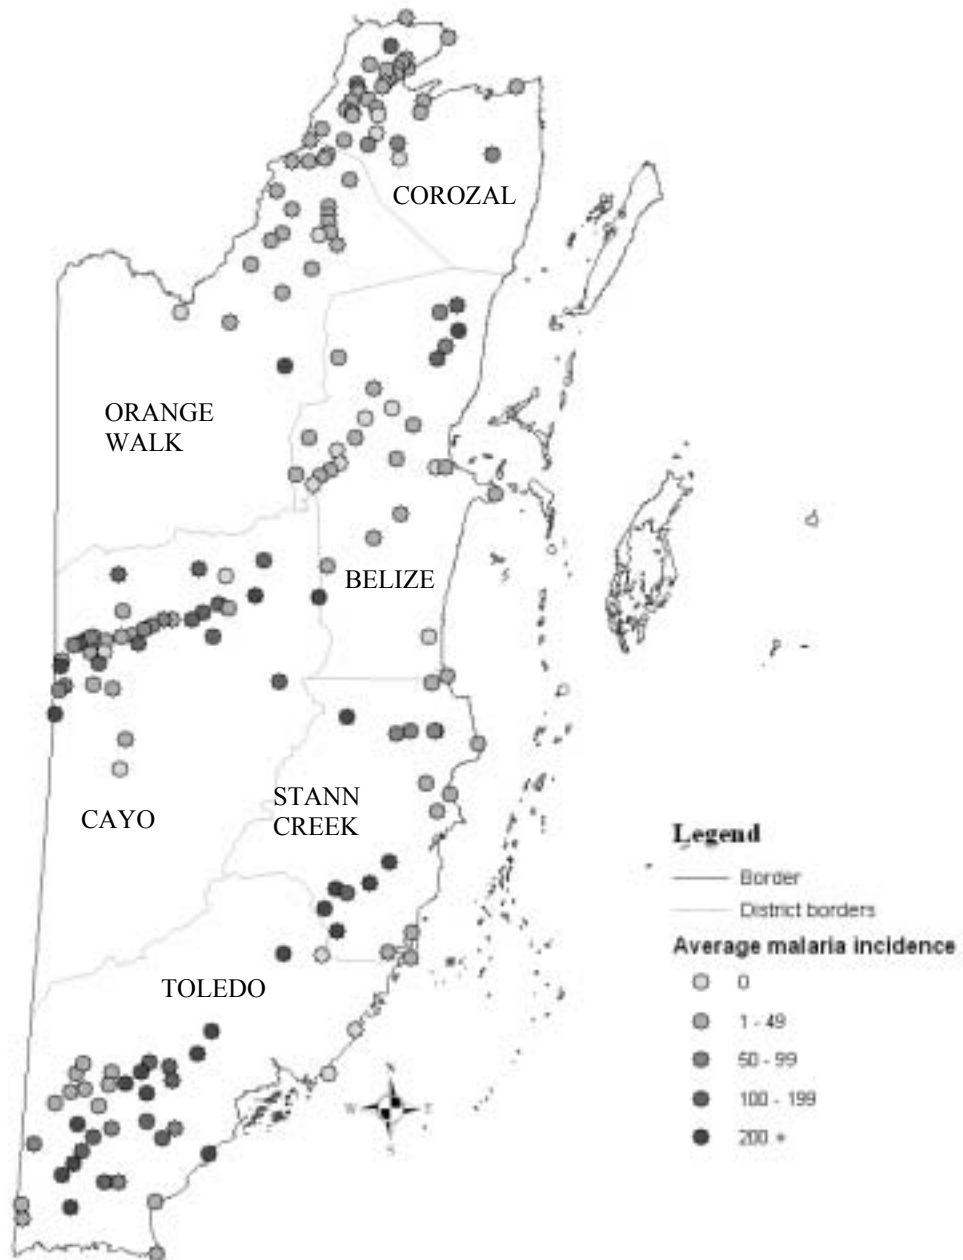 COROZAL
ORANGE
WALK
BELIZE
STANN
CREEK
CAYO
TOLEDO
Legend
Border
District borders
Average malaria incidence
0
1 - 49
50 - 99
100 - 199
200 +
N
W
E
S